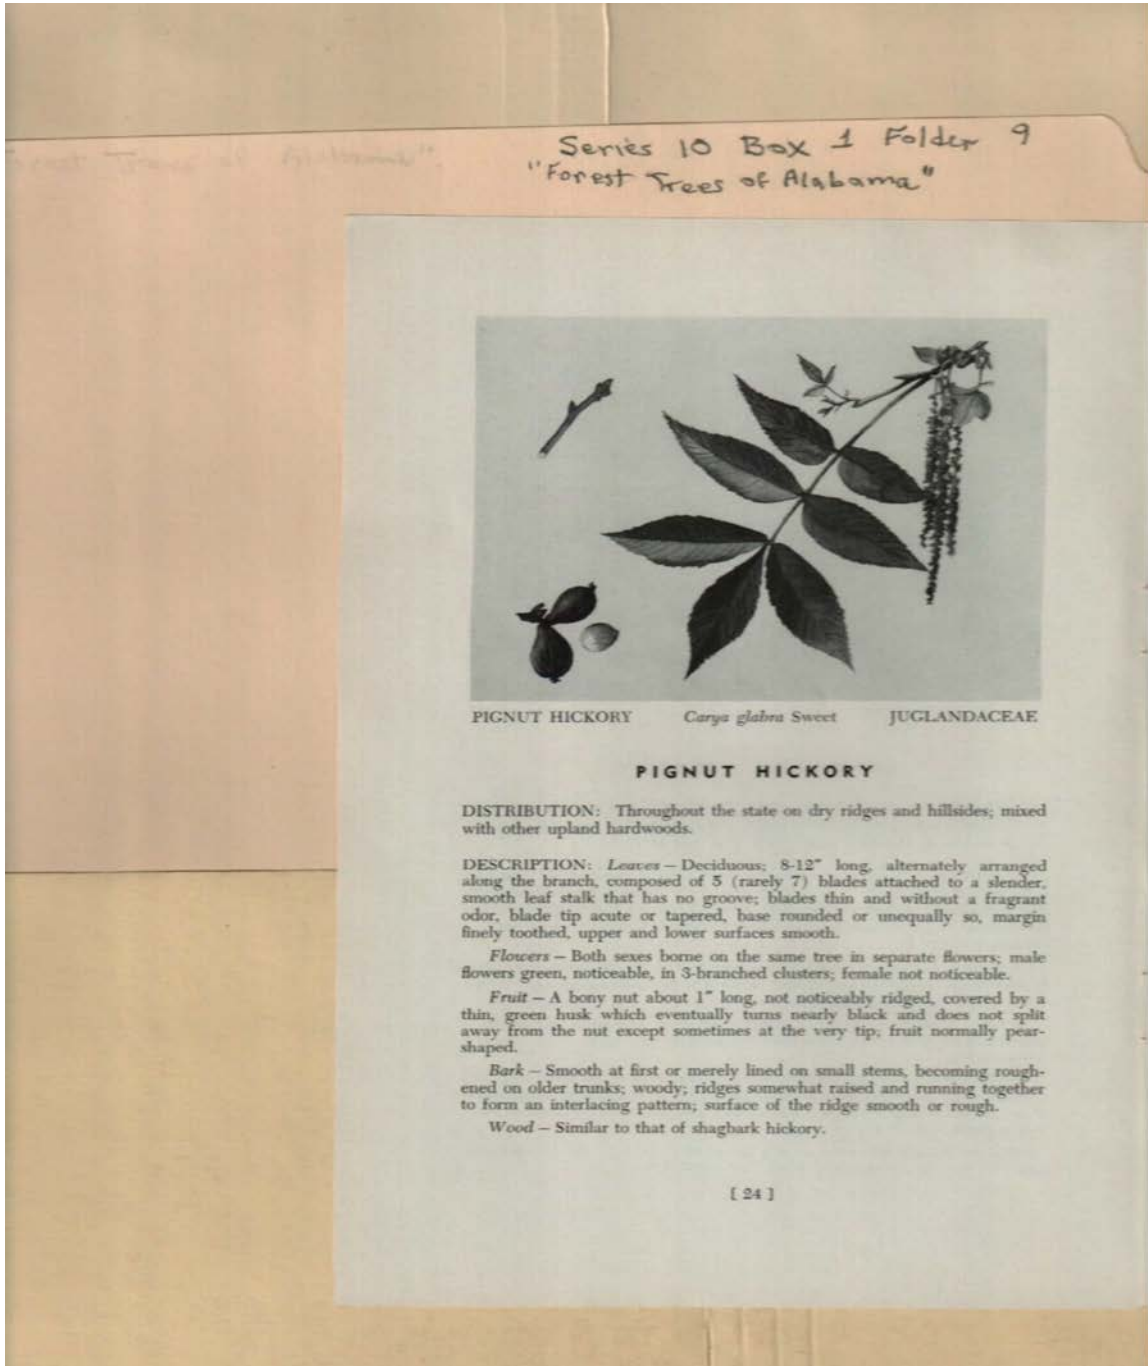 Series 10 Box 1 Folder 9
"Forest Trees of Alabama"
PIGNUT HICKORY Carya glabra Sweet JUGLANDACEAE
PIGNUT HICKORY
DISTRIBUTION: Throughout the state on dry ridges and hillsides; mixed
with other upland hardwoods.
DESCRIPTION: Leaves – Deciduous; 8-12" long, alternately arranged
along the branch, composed of 5 (rarely 7) blades attached to a slender,
smooth leaf stalk that has no groove; blades thin and without a fragrant
odor, blade tip acute or tapered, base rounded or unequally so, margin
finely toothed, upper and lower surfaces smooth.
Flowers – Both sexes borne on the same tree in separate flowers; male
flowers green, noticeable, in 3-branched clusters; female not noticeable.
Fruit – A bony nut about 1" long, not noticeably ridged, covered by a
thin, green husk which eventually turns nearly black and does not split
away from the nut except sometimes at the very tip; fruit normally pear-
shaped.
Bark – Smooth at first or merely lined on small stems, becoming rough-
ened on older trunks; woody; ridges somewhat raised and running together
to form an interlacing pattern; surface of the ridge smooth or rough.
Wood – Similar to that of shagbark hickory.
[ 24 ]